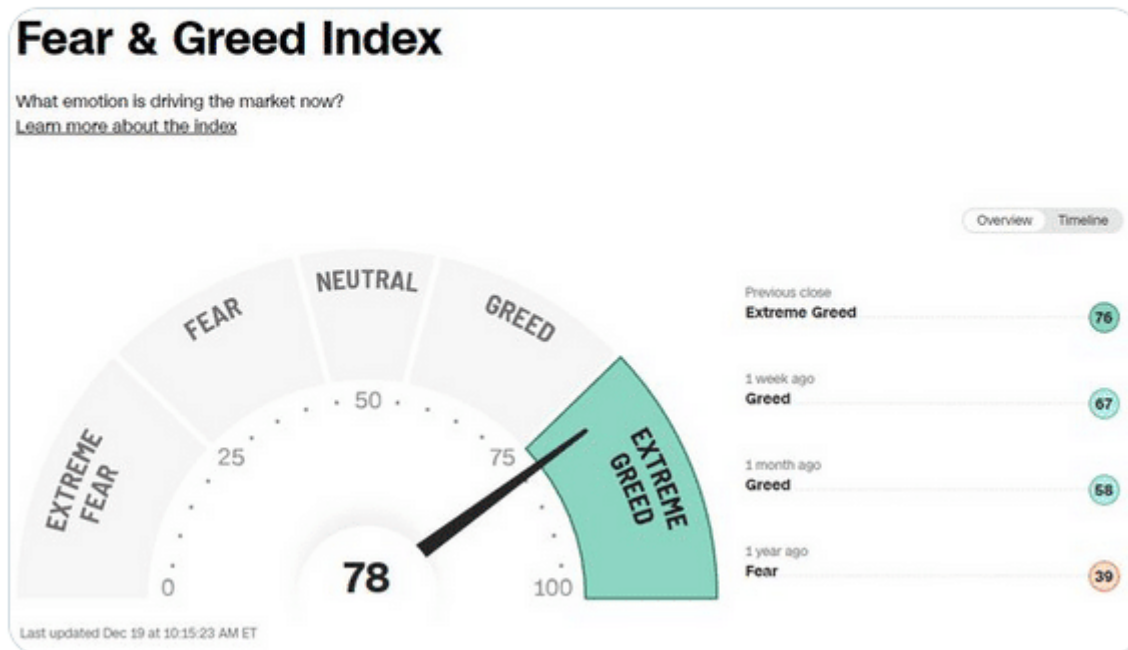 Fear & Greed Index
What emotion is driving the market now?
Learn more about the index
Overview
Timeline
EXTREME
FEAR
FEAR
NEUTRAL
GREED
EXTREME
GREED
0
25
50
75
100
78
Previous close
Extreme Greed
76
1 week ago
Greed
67
1 month ago
Greed
58
1 year ago
Fear
39
Last updated Dec 19 at 10:15:23 AM ET